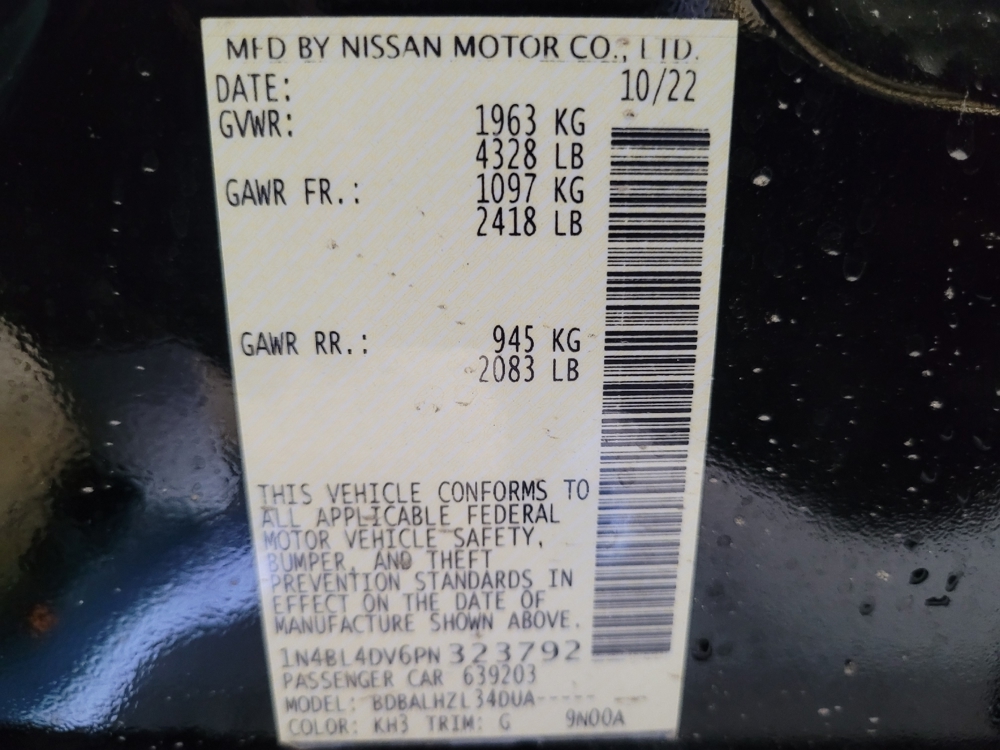 MFD BY NISSAN MOTOR CO., LTD.
DATE: 10/22
GVWR: 1963 KG
4328 LB
GAWR FR.: 1097 KG
2418 LB
GAWR RR.: 945 KG
2083 LB
THIS VEHICLE CONFORMS TO
ALL APPLICABLE FEDERAL
MOTOR VEHICLE SAFETY,
BUMPER, AND THEFT
PREVENTION STANDARDS IN
EFFECT ON THE DATE OF
MANUFACTURE SHOWN ABOVE.
1N4BL4DV6PN323792
PASSENGER CAR 639203
MODEL: BDBALHZL34DUA-----
COLOR: KH3 TRIM: G 9N00A